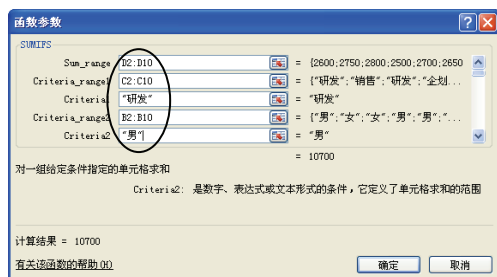 函数参数
SUMIFS
Sum_range D2:D10 = {2600;2750;2800;2500;2700;2650
Criteria_range1 C2:C10 = {"研发";"销售";"研发";"企划...
Criteria1 "研发" = "研发"
Criteria_range2 B2:B10 = {"男";"女";"女";"男";"男";"...
Criteria2 "男" = "男"
= 10700
对一组给定条件指定的单元格求和
Criteria2: 是数字、表达式或文本形式的条件，它定义了单元格求和的范围
计算结果 = 10700
有关该函数的帮助(H)
确定 取消